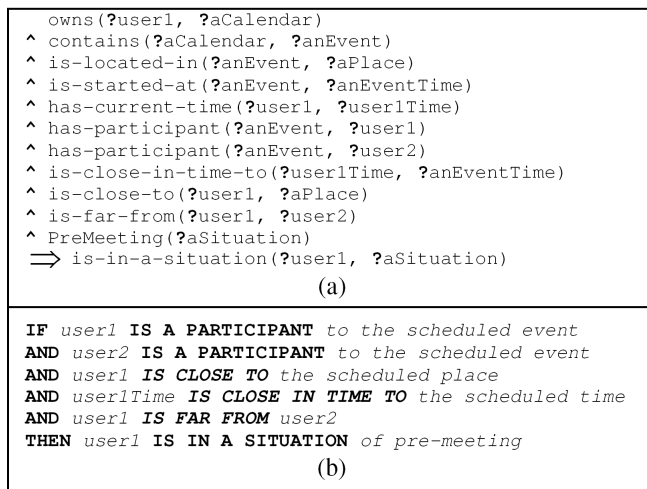 owns(?user1, ?aCalendar)
^ contains(?aCalendar, ?anEvent)
^ is-located-in(?anEvent, ?aPlace)
^ is-started-at(?anEvent, ?anEventTime)
^ has-current-time(?user1, ?user1Time)
^ has-participant(?anEvent, ?user1)
^ has-participant(?anEvent, ?user2)
^ is-close-in-time-to(?user1Time, ?anEventTime)
^ is-close-to(?user1, ?aPlace)
^ is-far-from(?user1, ?user2)
^ PreMeeting(?aSituation)
⟹ is-in-a-situation(?user1, ?aSituation)
(a)
IF user1 IS A PARTICIPANT to the scheduled event
AND user2 IS A PARTICIPANT to the scheduled event
AND user1 IS CLOSE TO the scheduled place
AND user1Time IS CLOSE IN TIME TO the scheduled time
AND user1 IS FAR FROM user2
THEN user1 IS IN A SITUATION of pre-meeting
(b)